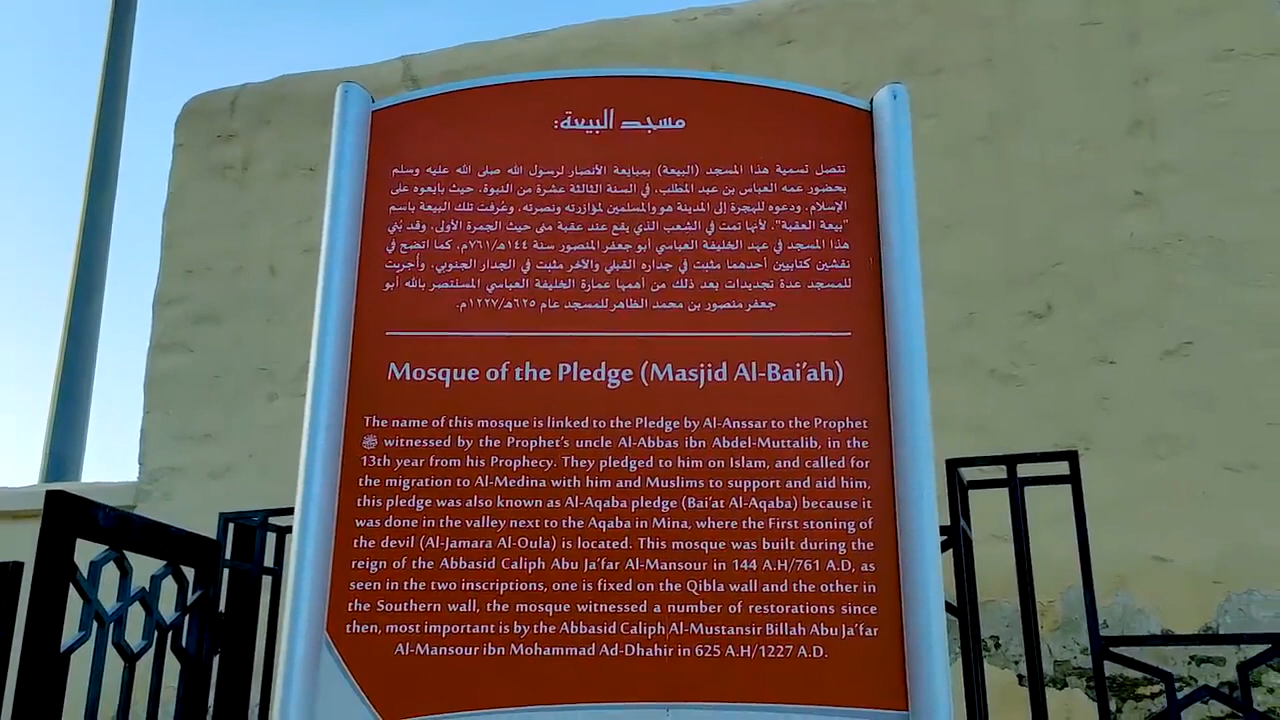 مسجد البيعة:
تتصل تسمية هذا المسجد (البيعة) بمبايعة الأنصار لرسول الله صلى الله عليه وسلم
بحضور عمه العباس بن عبد المطلب، في السنة الثالثة عشرة من النبوة، حيث بايعوه على
الإسلام، ودعوه للهجرة إلى المدينة هو والمسلمين لمؤازرته ونصرته، وعُرفت تلك البيعة باسم
"بيعة العقبة"، لأنها تمت في الشعب الذي يقع عند عقبة منى حيث الجمرة الأولى، وقد بُني
هذا المسجد في عهد الخليفة العباسي أبو جعفر المنصور سنة ١٤٤هـ/٧٦١م، كما اتضح في
نقشين كتابيين أحدهما مثبت في جداره القبلي والآخر مثبت في الجدار الجنوبي، وأُجريت
للمسجد عدة تجديدات بعد ذلك من أهمها عمارة الخليفة العباسي المستنصر بالله أبو
جعفر منصور بن محمد الظاهر للمسجد عام ٦٢٥هـ/١٢٢٧م.
Mosque of the Pledge (Masjid Al-Bai’ah)
The name of this mosque is linked to the Pledge by Al-Anssar to the Prophet
ﷺ witnessed by the Prophet’s uncle Al-Abbas ibn Abdel-Muttalib, in the
13th year from his Prophecy. They pledged to him on Islam, and called for
the migration to Al-Medina with him and Muslims to support and aid him,
this pledge was also known as Al-Aqaba pledge (Bai’at Al-Aqaba) because it
was done in the valley next to the Aqaba in Mina, where the First stoning of
the devil (Al-Jamara Al-Oula) is located. This mosque was built during the
reign of the Abbasid Caliph Abu Ja’far Al-Mansour in 144 A.H/761 A.D, as
seen in the two inscriptions, one is fixed on the Qibla wall and the other in
the Southern wall, the mosque witnessed a number of restorations since
then, most important is by the Abbasid Caliph Al-Mustansir Billah Abu Ja’far
Al-Mansour ibn Mohammad Ad-Dhahir in 625 A.H/1227 A.D.